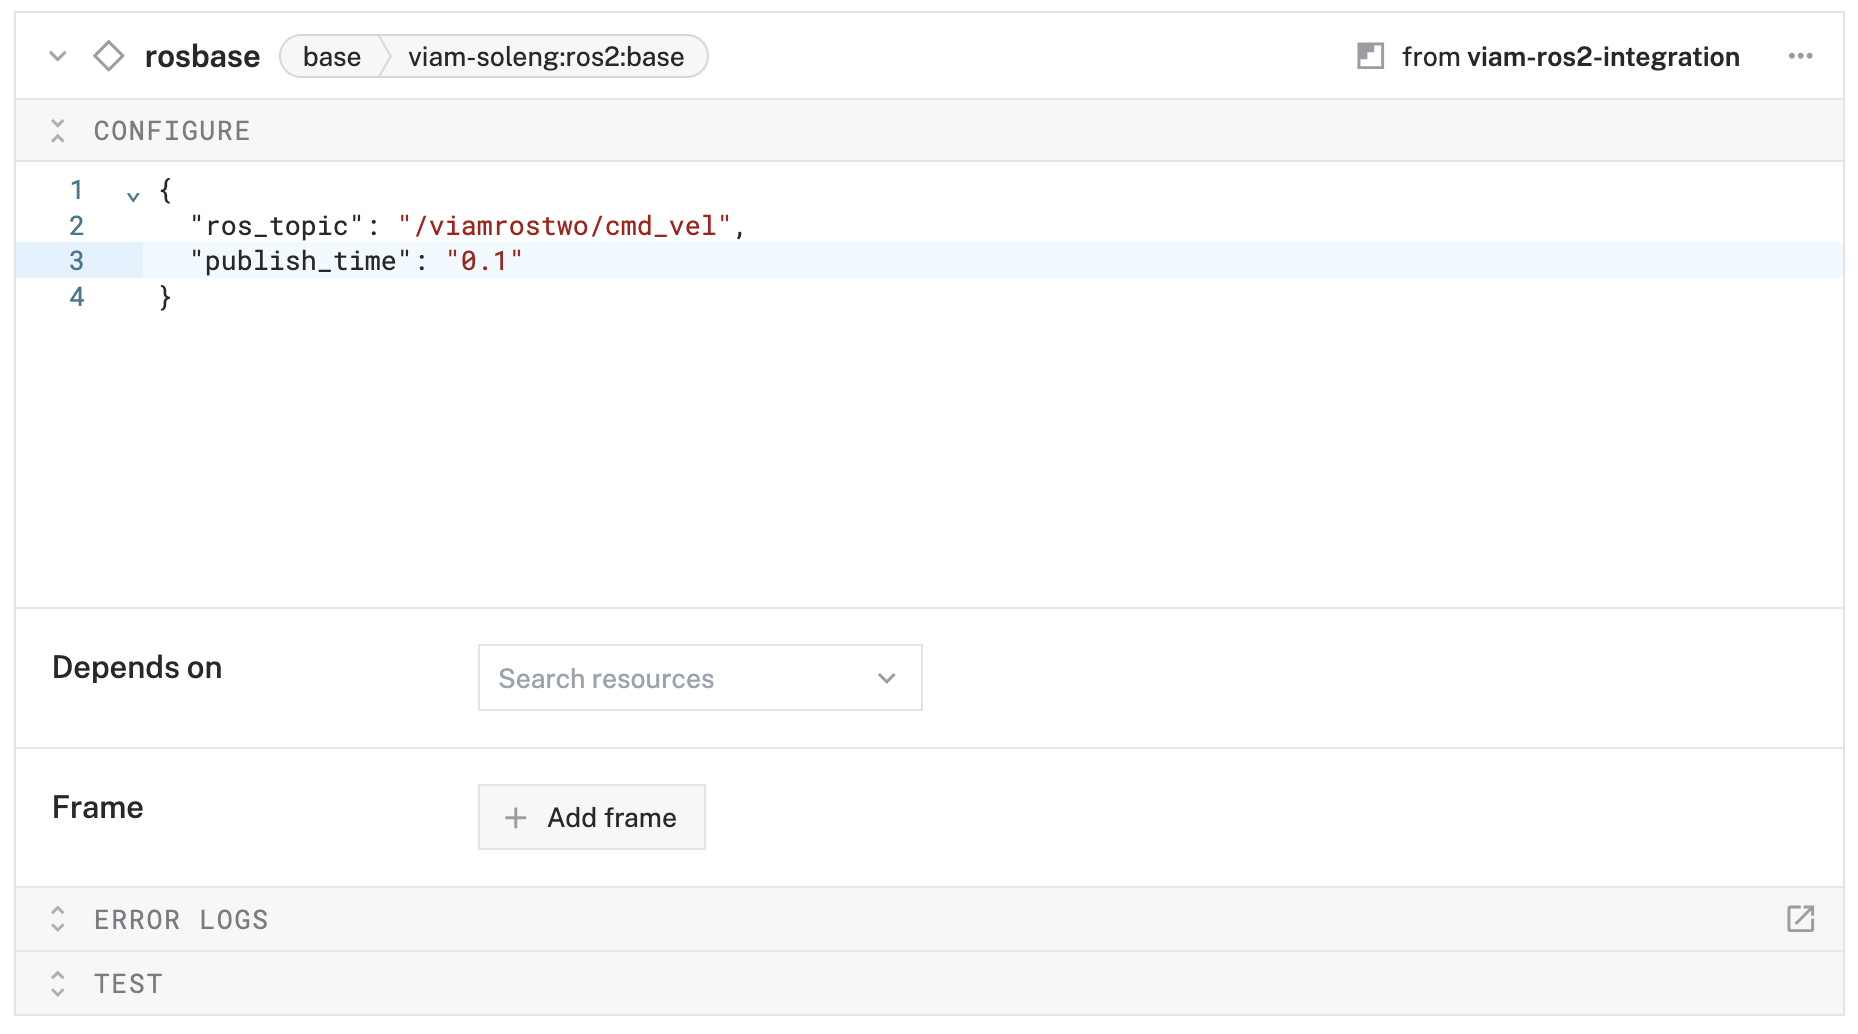 rosbase base viam-soleng:ros2:base from viam-ros2-integration
CONFIGURE
1 {
2 "ros_topic": "/viamrostwo/cmd_vel",
3 "publish_time": "0.1"
4 }
Depends on Search resources
Frame + Add frame
ERROR LOGS
TEST